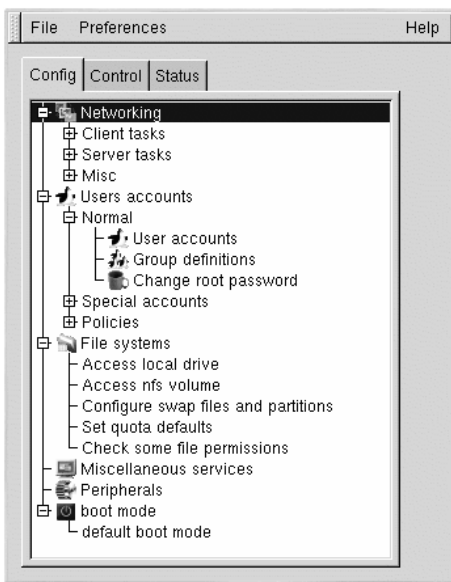 File Preferences Help
Config Control Status
Networking
Client tasks
Server tasks
Misc
Users accounts
Normal
User accounts
Group definitions
Change root password
Special accounts
Policies
File systems
Access local drive
Access nfs volume
Configure swap files and partitions
Set quota defaults
Check some file permissions
Miscellaneous services
Peripherals
boot mode
default boot mode